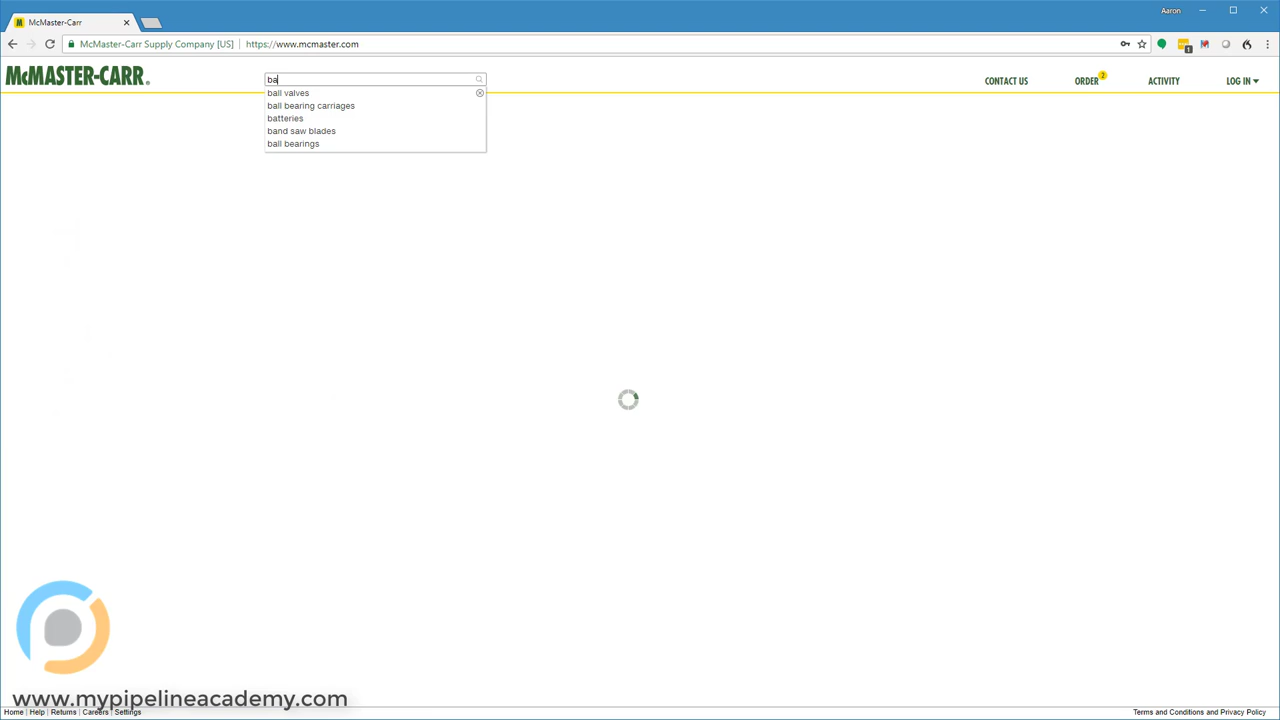 McMaster-Carr
Aaron
McMaster-Carr Supply Company [US]
https://www.mcmaster.com
1
McMASTER-CARR®
ba
CONTACT US
ORDER
2
ACTIVITY
LOG IN
ball valves
ball bearing carriages
batteries
band saw blades
ball bearings
www.mypipelineacademy.com
Home
Help
Returns
Careers
Settings
Terms and Conditions and Privacy Policy